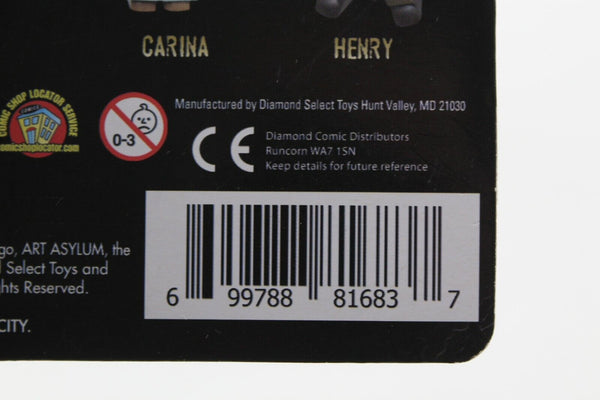 CARINA HENRY
COMIC SHOP LOCATOR SERVICE
comicshoplocator.com
0-3
Manufactured by Diamond Select Toys Hunt Valley, MD 21030
CE
Diamond Comic Distributors
Runcorn WA7 1SN
Keep details for future reference
go, ART ASYLUM, the
Select Toys and
hts Reserved.
CITY.
6 99788 81683 7